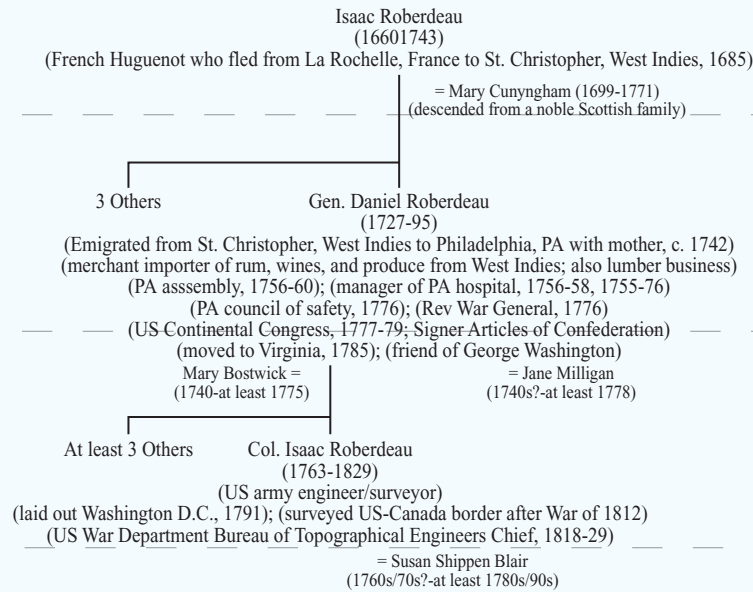 Isaac Roberdeau
(16601743)
(French Huguenot who fled from La Rochelle, France to St. Christopher, West Indies, 1685)
= Mary Cunyngham (1699-1771)
(descended from a noble Scottish family)
3 Others
Gen. Daniel Roberdeau
(1727-95)
(Emigrated from St. Christopher, West Indies to Philadelphia, PA with mother, c. 1742)
(merchant importer of rum, wines, and produce from West Indies; also lumber business)
(PA asssembly, 1756-60); (manager of PA hospital, 1756-58, 1755-76)
(PA council of safety, 1776); (Rev War General, 1776)
(US Continental Congress, 1777-79; Signer Articles of Confederation)
(moved to Virginia, 1785); (friend of George Washington)
Mary Bostwick =
(1740-at least 1775)
= Jane Milligan
(1740s?-at least 1778)
At least 3 Others
Col. Isaac Roberdeau
(1763-1829)
(US army engineer/surveyor)
(laid out Washington D.C., 1791); (surveyed US-Canada border after War of 1812)
(US War Department Bureau of Topographical Engineers Chief, 1818-29)
= Susan Shippen Blair
(1760s/70s?-at least 1780s/90s)